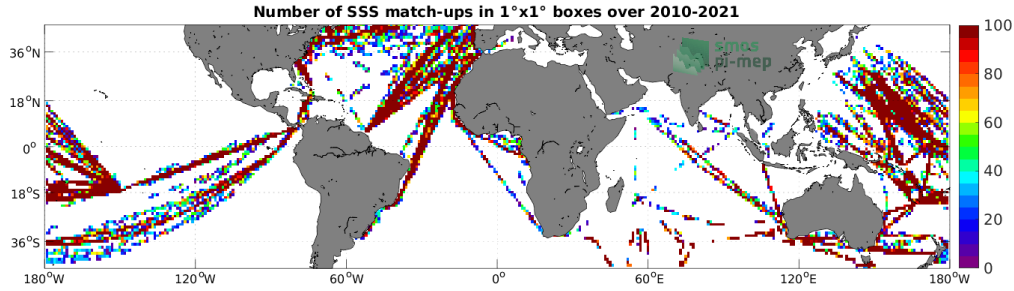 Number of SSS match-ups in 1°x1° boxes over 2010-2021
smos
pi-mep
36°N
18°N
0°
18°S
36°S
180°W
120°W
60°W
0°
60°E
120°E
180°W
100
80
60
40
20
0